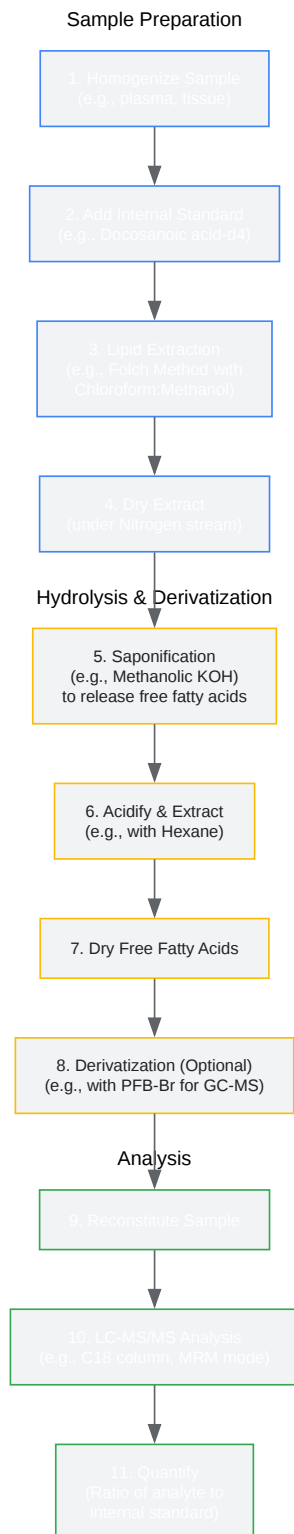 Sample Preparation
1. Homogenize Sample
(e.g., plasma, tissue)
2. Add Internal Standard
(e.g., Docosanoic acid-d4)
3. Lipid Extraction
(e.g., Folch Method with
Chloroform:Methanol)
4. Dry Extract
(under Nitrogen stream)
Hydrolysis & Derivatization
5. Saponification
(e.g., Methanolic KOH)
to release free fatty acids
6. Acidify & Extract
(e.g., with Hexane)
7. Dry Free Fatty Acids
8. Derivatization (Optional)
(e.g., with PFB-Br for GC-MS)
Analysis
9. Reconstitute Sample
10. LC-MS/MS Analysis
(e.g., C18 column, MRM mode)
11. Quantify
(Ratio of analyte to
internal standard)